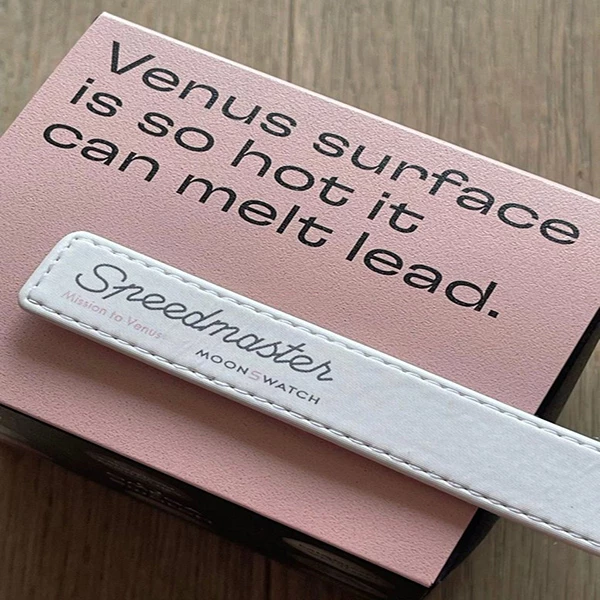 Venus surface
is so hot it
can melt lead.
Speedmaster
Mission to Venus
MOONSWATCH